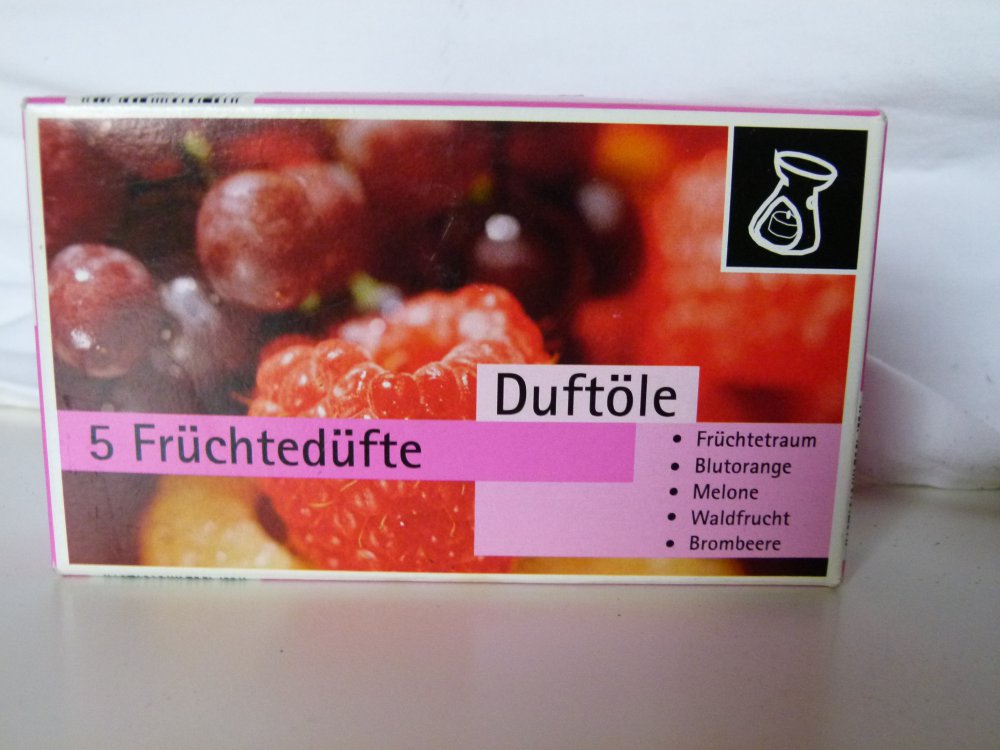 Duftöle
5 Früchtedüfte
• Früchtetraum
• Blutorange
• Melone
• Waldfrucht
• Brombeere